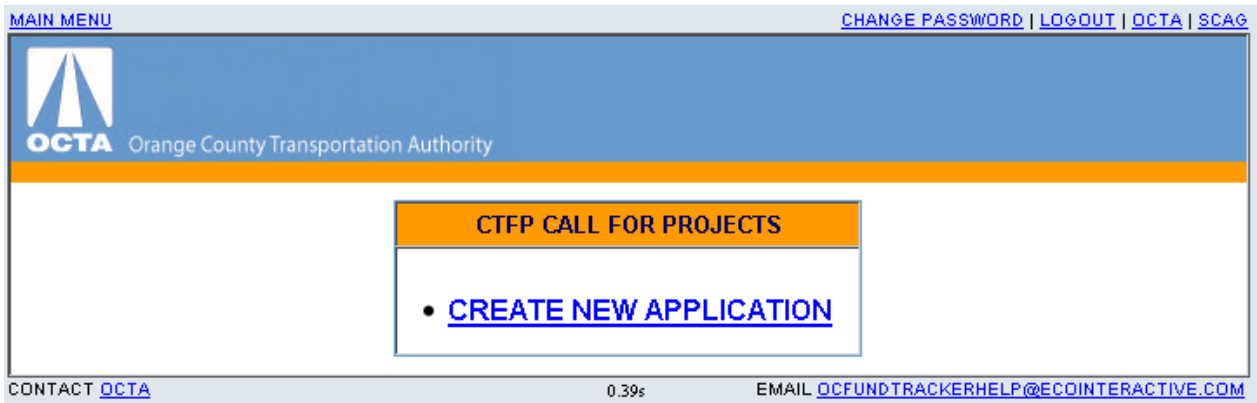 MAIN MENU CHANGE PASSWORD | LOGOUT | OCTA | SCAG
OCTA Orange County Transportation Authority
CTFP CALL FOR PROJECTS
• CREATE NEW APPLICATION
CONTACT OCTA 0.39s EMAIL OCFUNDTRACKERHELP@ECOINTERACTIVE.COM